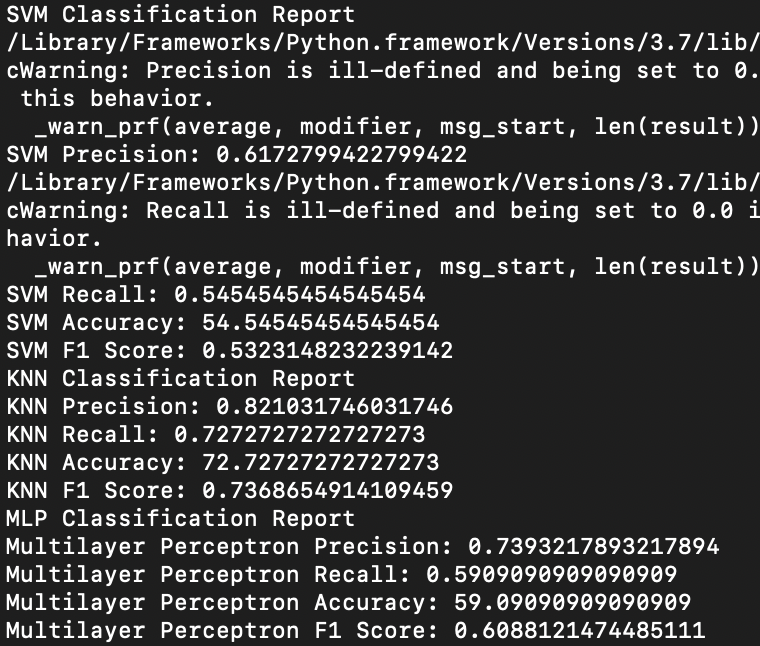 SVM Classification Report
/Library/Frameworks/Python.framework/Versions/3.7/lib/
cWarning: Precision is ill-defined and being set to 0.
 this behavior.
  _warn_prf(average, modifier, msg_start, len(result))
SVM Precision: 0.6172799422799422
/Library/Frameworks/Python.framework/Versions/3.7/lib/
cWarning: Recall is ill-defined and being set to 0.0 i
havior.
  _warn_prf(average, modifier, msg_start, len(result))
SVM Recall: 0.5454545454545454
SVM Accuracy: 54.54545454545454
SVM F1 Score: 0.5323148232239142
KNN Classification Report
KNN Precision: 0.821031746031746
KNN Recall: 0.7272727272727273
KNN Accuracy: 72.72727272727273
KNN F1 Score: 0.7368654914109459
MLP Classification Report
Multilayer Perceptron Precision: 0.7393217893217894
Multilayer Perceptron Recall: 0.5909090909090909
Multilayer Perceptron Accuracy: 59.09090909090909
Multilayer Perceptron F1 Score: 0.6088121474485111